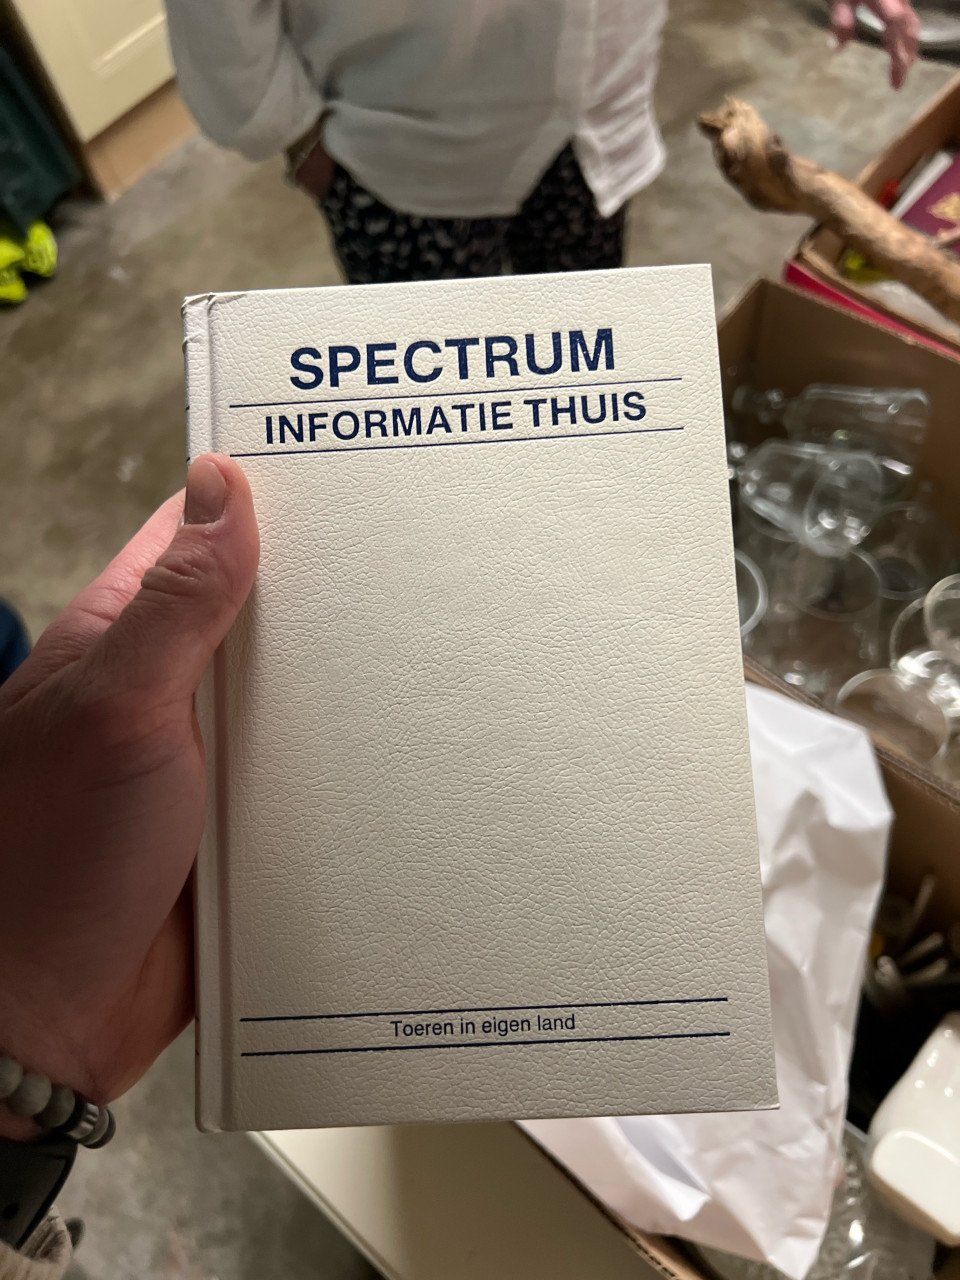 SPECTRUM
INFORMATIE THUIS
Toeren in eigen land